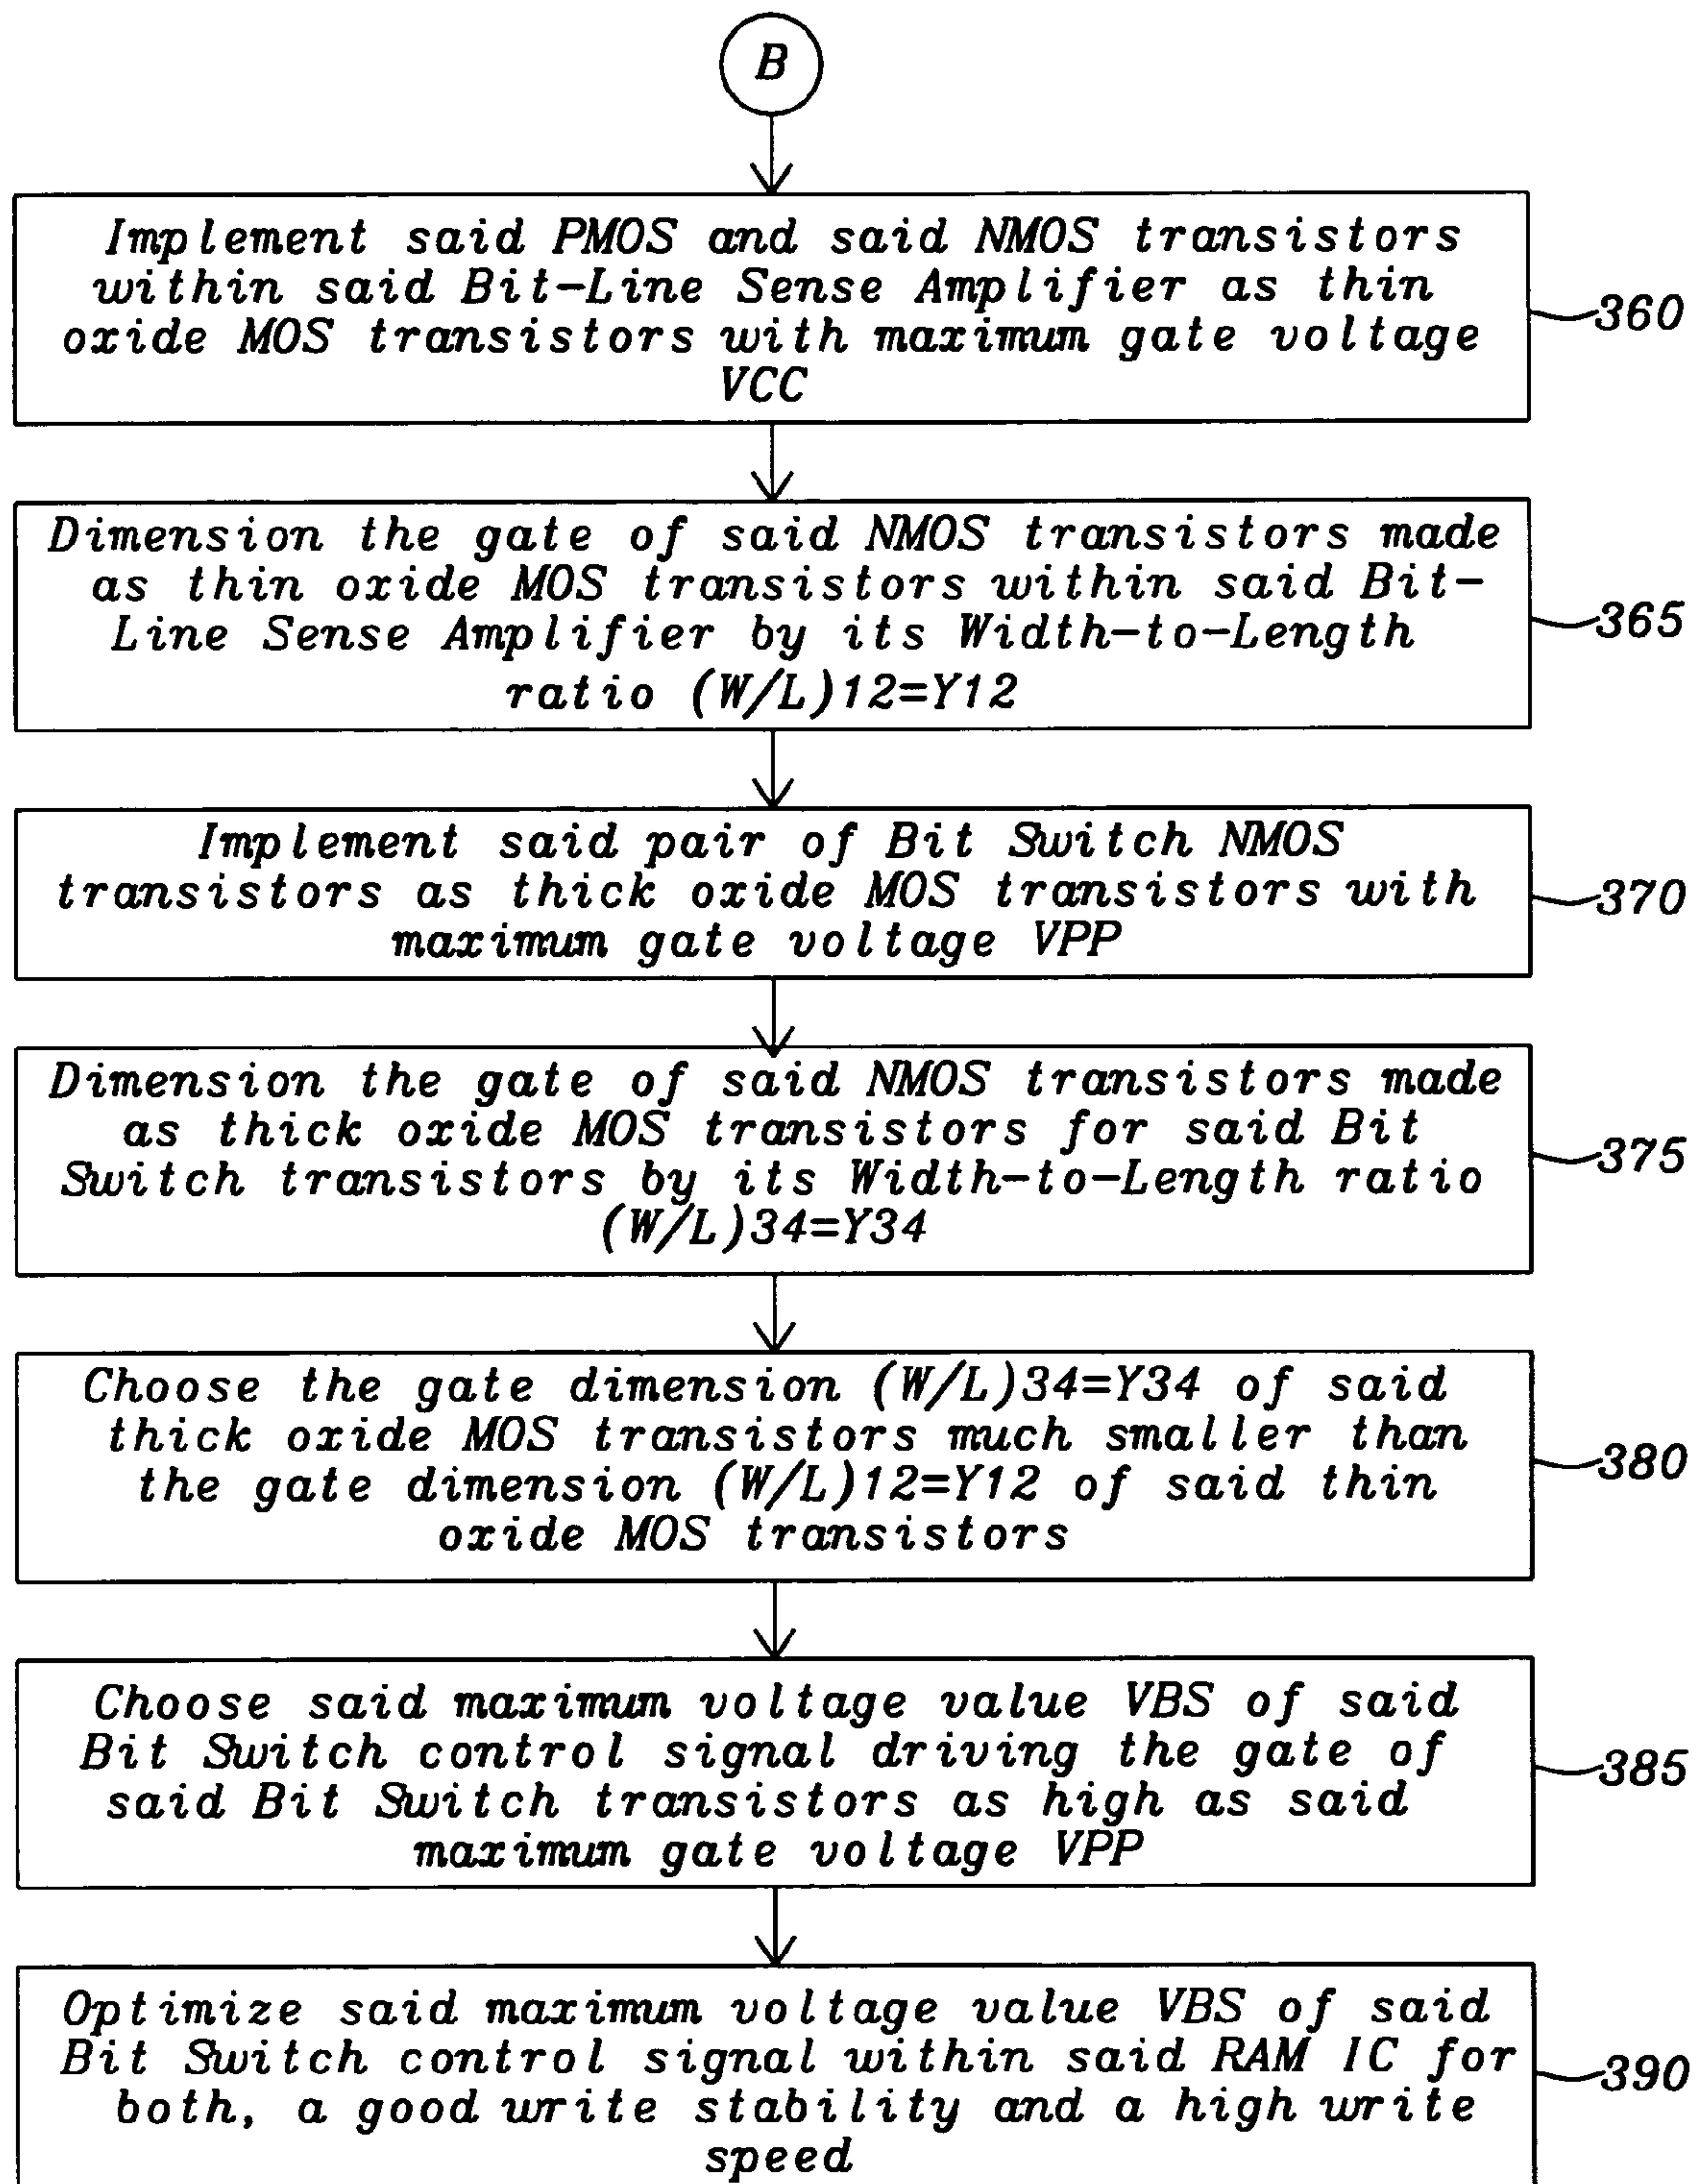 B
Implement said PMOS and said NMOS transistors
within said Bit-Line Sense Amplifier as thin
oxide MOS transistors with maximum gate voltage
VCC
360
Dimension the gate of said NMOS transistors made
as thin oxide MOS transistors within said Bit-
Line Sense Amplifier by its Width-to-Length
ratio (W/L)12=Y12
365
Implement said pair of Bit Switch NMOS
transistors as thick oxide MOS transistors with
maximum gate voltage VPP
370
Dimension the gate of said NMOS transistors made
as thick oxide MOS transistors for said Bit
Switch transistors by its Width-to-Length ratio
(W/L)34=Y34
375
Choose the gate dimension (W/L)34=Y34 of said
thick oxide MOS transistors much smaller than
the gate dimension (W/L)12=Y12 of said thin
oxide MOS transistors
380
Choose said maximum voltage value VBS of said
Bit Switch control signal driving the gate of
said Bit Switch transistors as high as said
maximum gate voltage VPP
385
Optimize said maximum voltage value VBS of said
Bit Switch control signal within said RAM IC for
both, a good write stability and a high write
speed
390